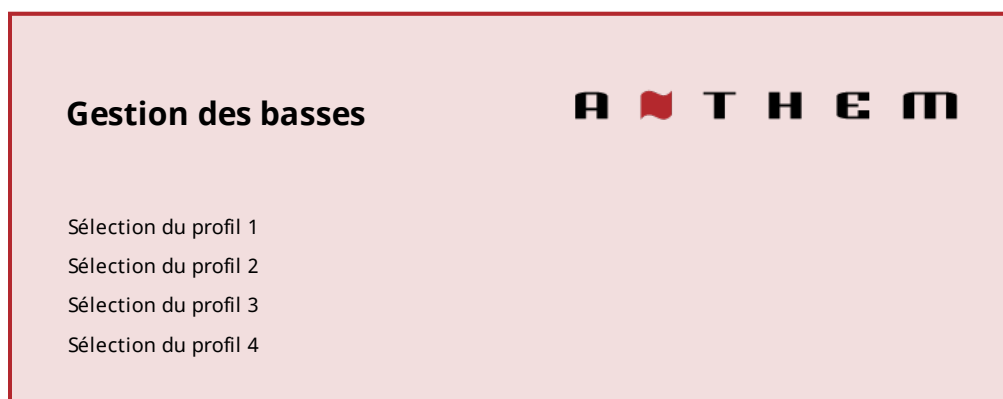 Gestion des basses
ANTHEM
Sélection du profil 1
Sélection du profil 2
Sélection du profil 3
Sélection du profil 4